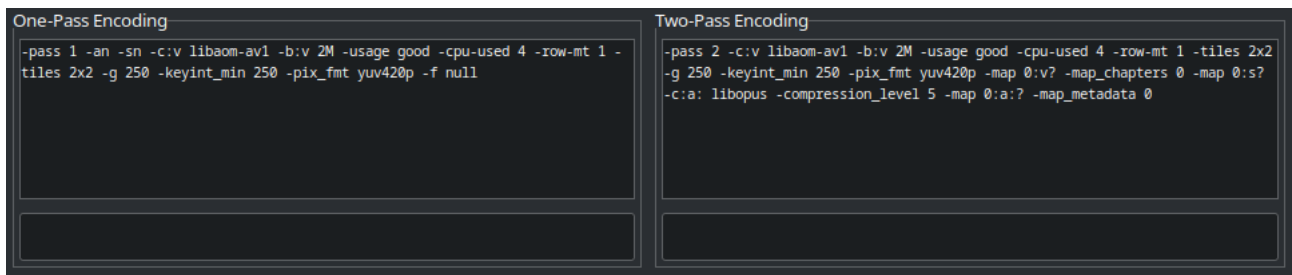 One-Pass Encoding
-pass 1 -an -sn -c:v libaom-av1 -b:v 2M -usage good -cpu-used 4 -row-mt 1 -
tiles 2x2 -g 250 -keyint_min 250 -pix_fmt yuv420p -f null
Two-Pass Encoding
-pass 2 -c:v libaom-av1 -b:v 2M -usage good -cpu-used 4 -row-mt 1 -tiles 2x2
-g 250 -keyint_min 250 -pix_fmt yuv420p -map 0:v? -map_chapters 0 -map 0:s?
-c:a: libopus -compression_level 5 -map 0:a:? -map_metadata 0